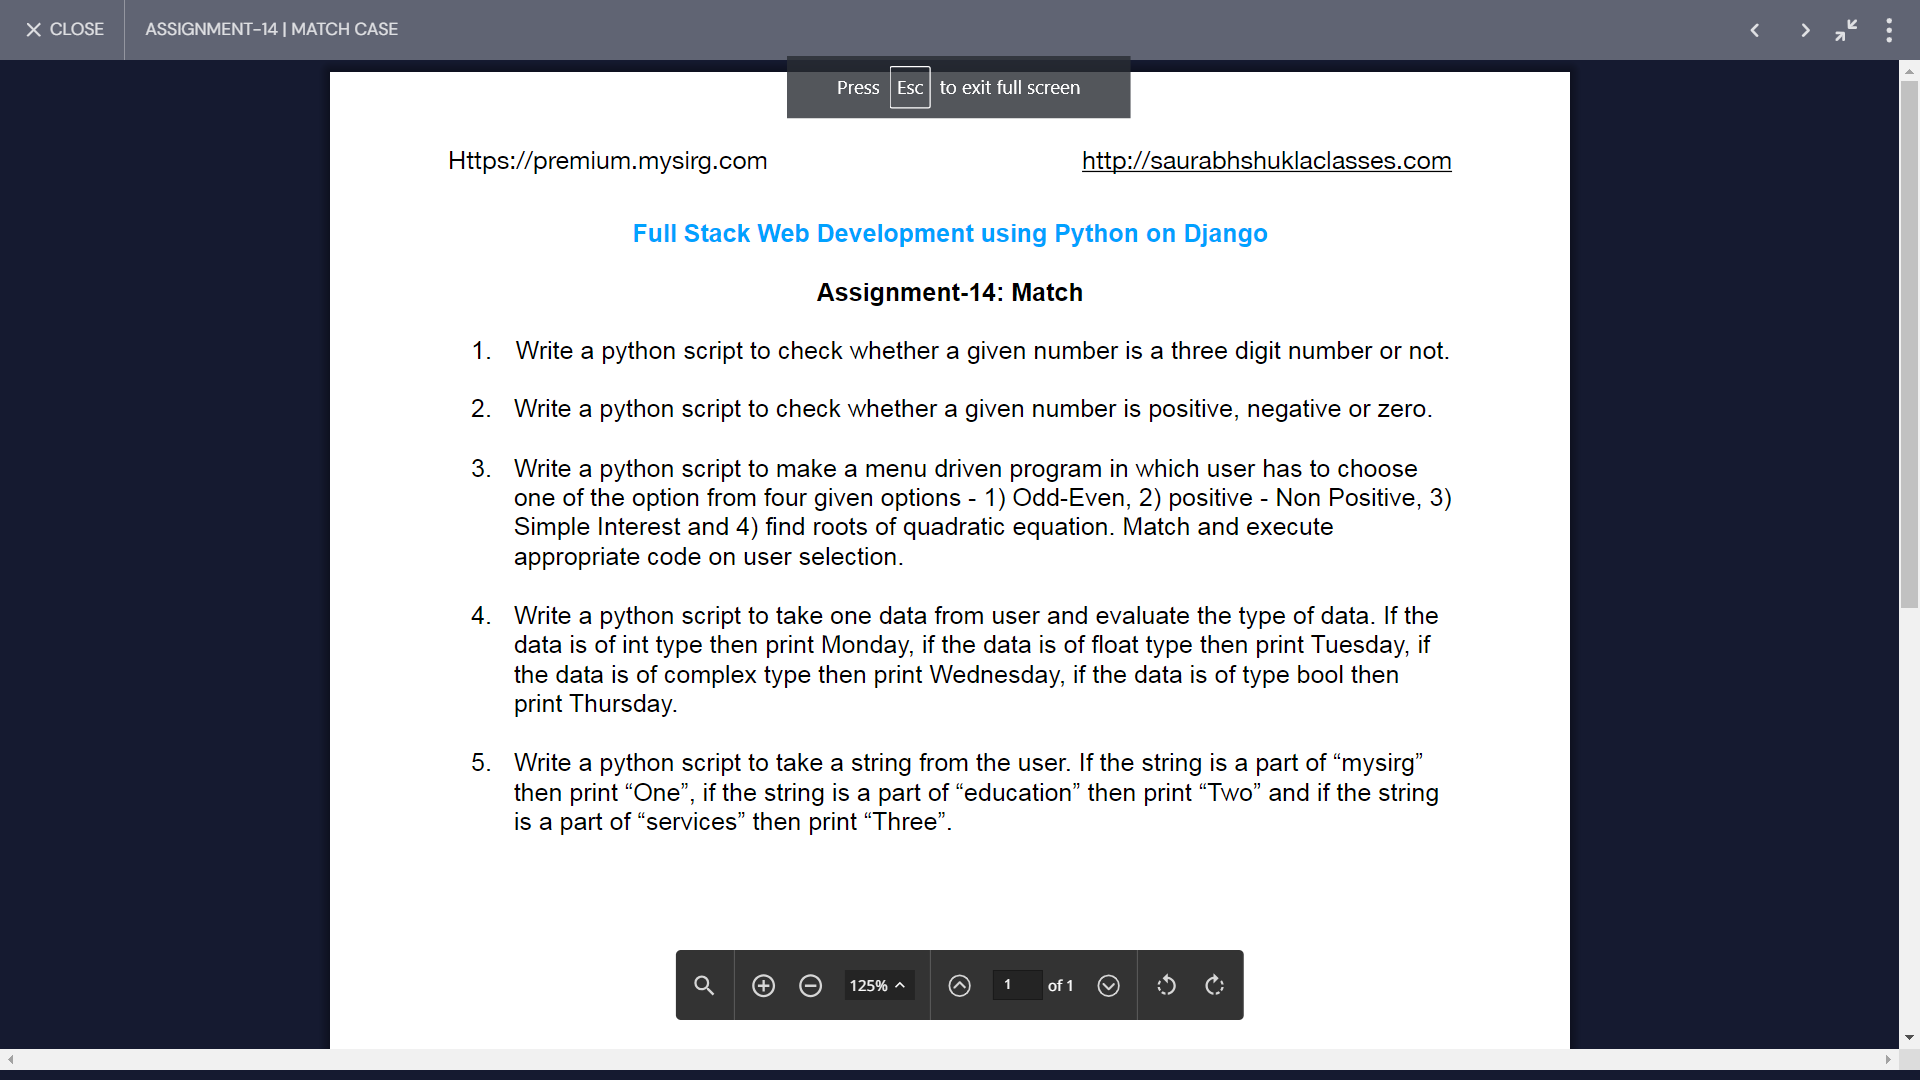 CLOSE
ASSIGNMENT-14 | MATCH CASE
Press Esc to exit full screen
Https://premium.mysirg.com
http://saurabhshuklaclasses.com
Full Stack Web Development using Python on Django
Assignment-14: Match
1. Write a python script to check whether a given number is a three digit number or not.
2. Write a python script to check whether a given number is positive, negative or zero.
3. Write a python script to make a menu driven program in which user has to choose
one of the option from four given options - 1) Odd-Even, 2) positive - Non Positive, 3)
Simple Interest and 4) find roots of quadratic equation. Match and execute
appropriate code on user selection.
4. Write a python script to take one data from user and evaluate the type of data. If the
data is of int type then print Monday, if the data is of float type then print Tuesday, if
the data is of complex type then print Wednesday, if the data is of type bool then
print Thursday.
5. Write a python script to take a string from the user. If the string is a part of “mysirg”
then print “One”, if the string is a part of “education” then print “Two” and if the string
is a part of “services” then print “Three”.
125%
1 of 1